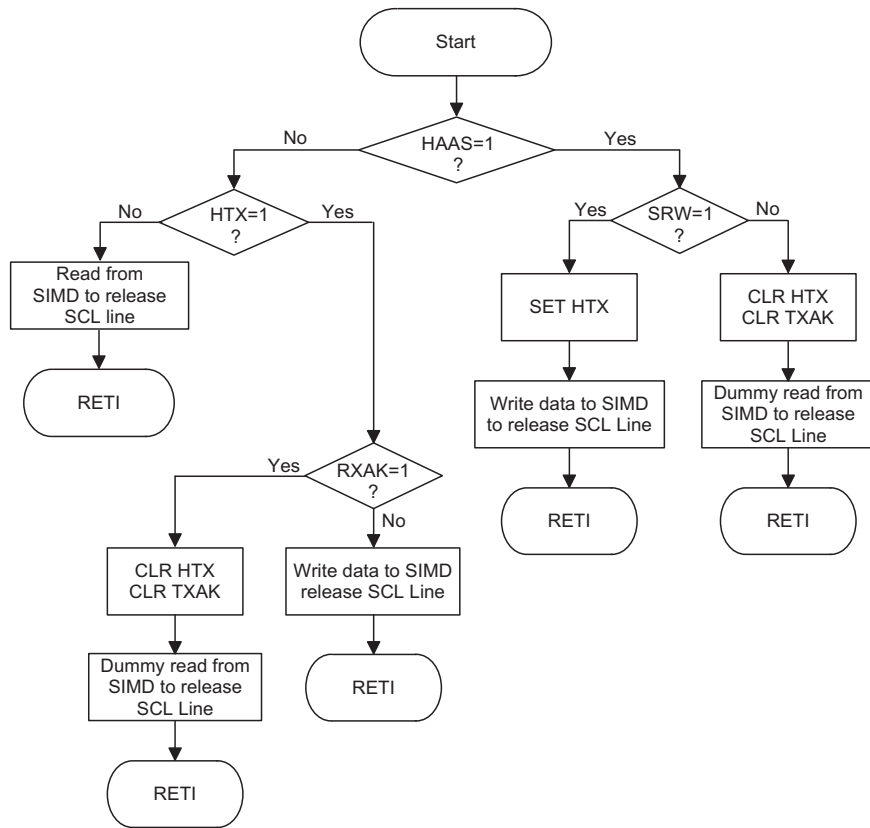 Start
HAAS=1
?
No
Yes
HTX=1
?
No
Yes
SRW=1
?
Yes
No
Read from
SIMD to release
SCL line
SET HTX
CLR HTX
CLR TXAK
RETI
Write data to SIMD
to release SCL Line
Dummy read from
SIMD to release
SCL Line
RXAK=1
?
Yes
No
RETI
RETI
CLR HTX
CLR TXAK
Write data to SIMD
release SCL Line
Dummy read from
SIMD to release
SCL Line
RETI
RETI